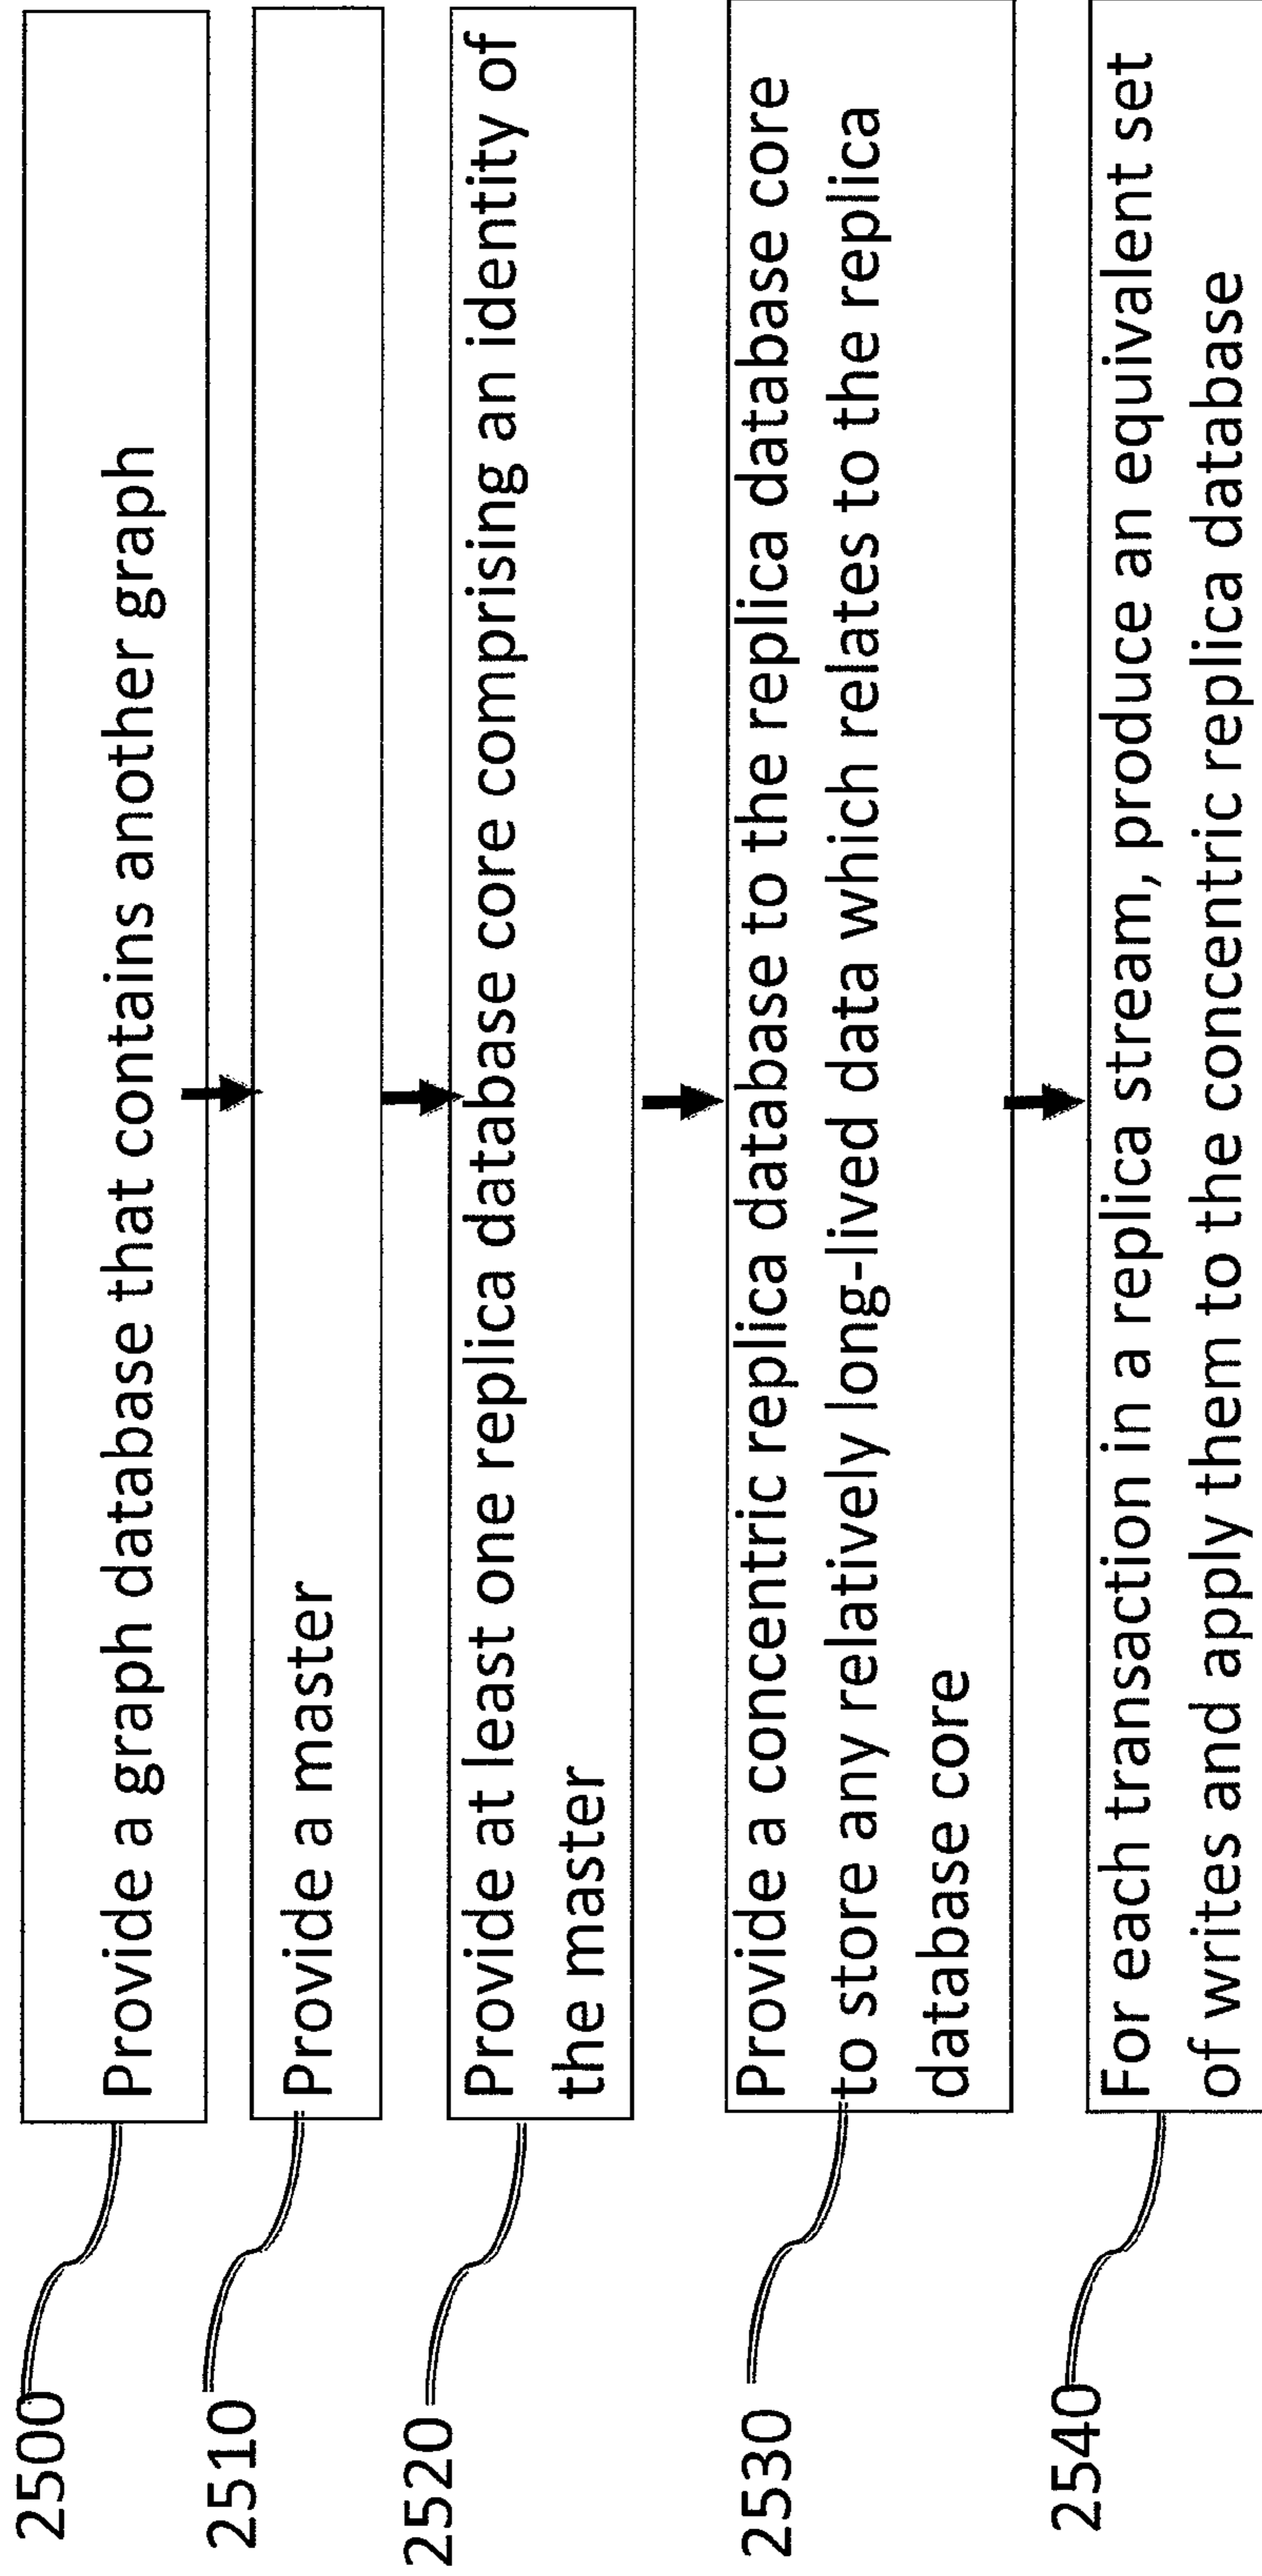 2500
Provide a graph database that contains another graph
2510
Provide a master
2520
Provide at least one replica database core comprising an identity of
the master
2530
Provide a concentric replica database to the replica database core
to store any relatively long-lived data which relates to the replica
database core
2540
For each transaction in a replica stream, produce an equivalent set
of writes and apply them to the concentric replica database